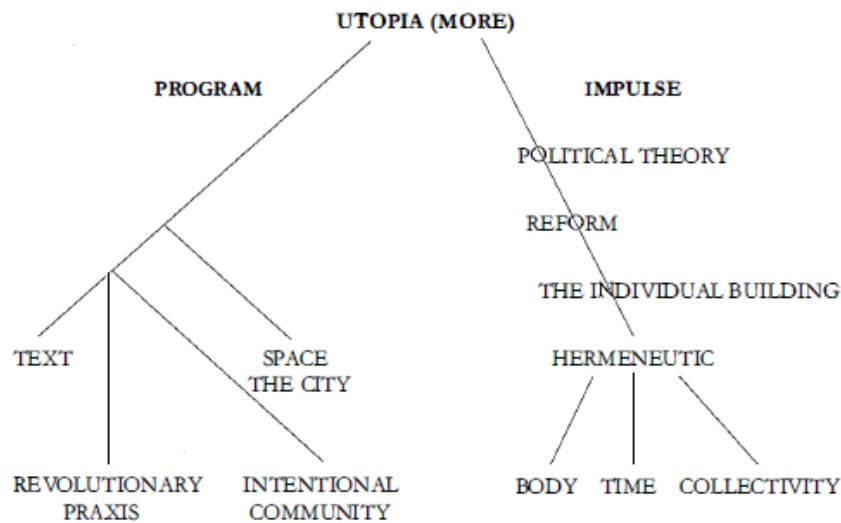 UTOPIA (MORE)
PROGRAM
IMPULSE
POLITICAL THEORY
REFORM
THE INDIVIDUAL BUILDING
TEXT
SPACE
THE CITY
HERMENEUTIC
REVOLUTIONARY
PRAXIS
INTENTIONAL
COMMUNITY
BODY
TIME
COLLECTIVITY